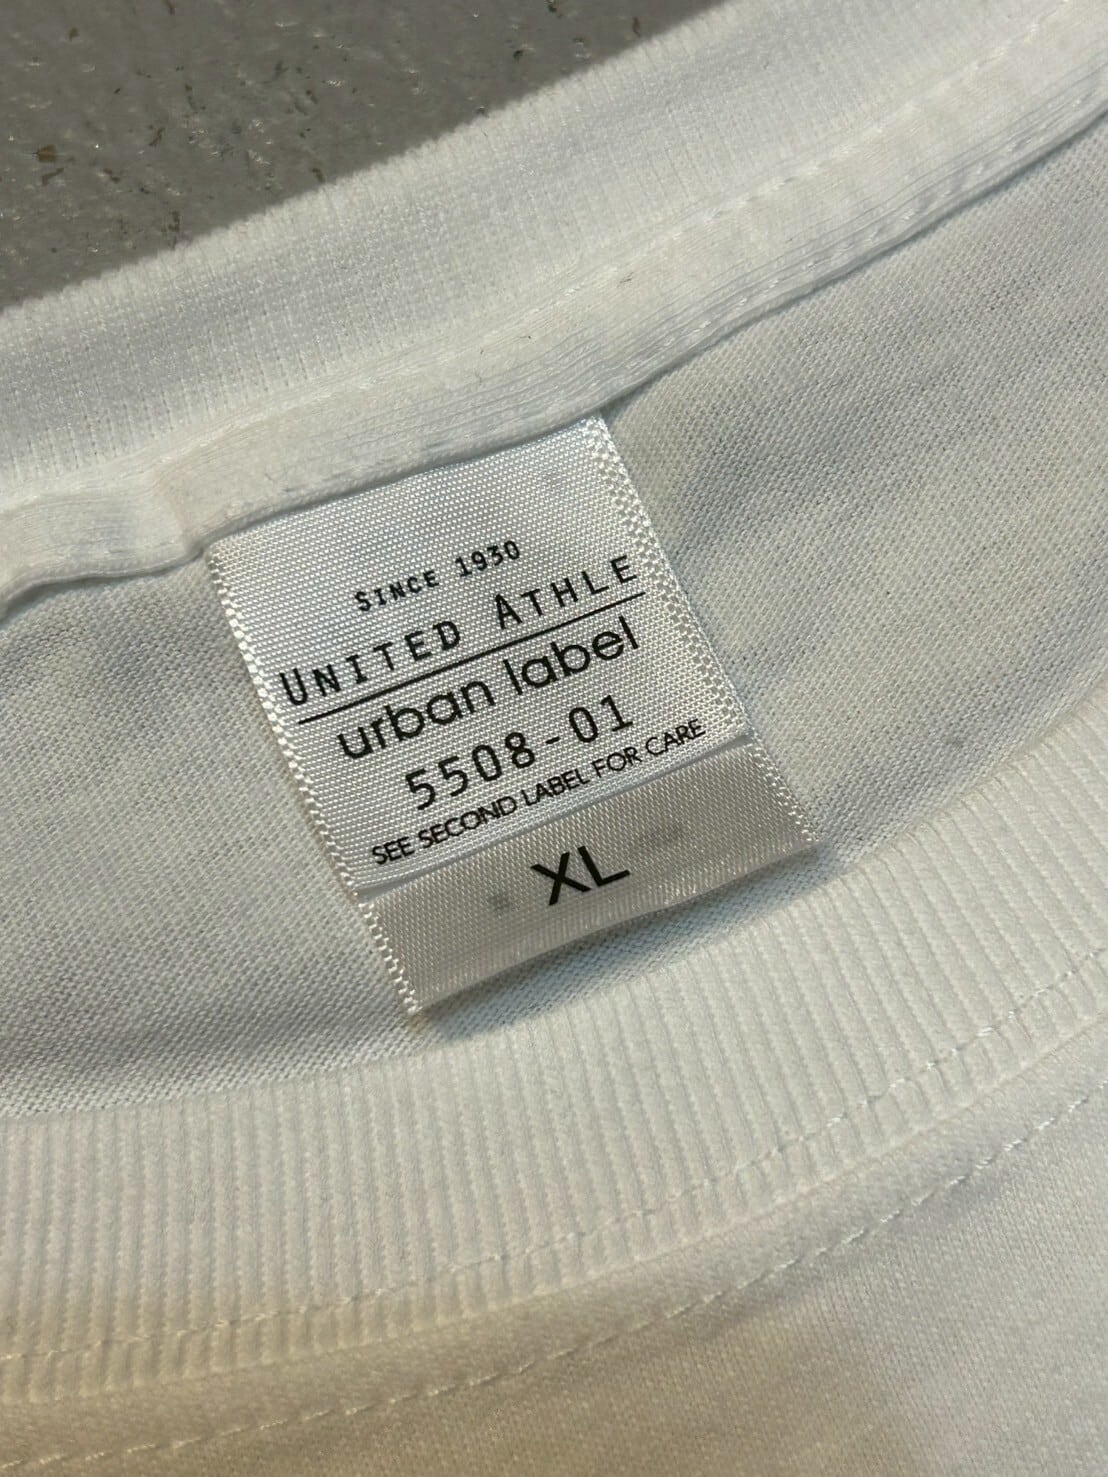 SINCE 1930
UNITED ATHLE
urban label
5508-01
SEE SECOND LABEL FOR CARE
XL